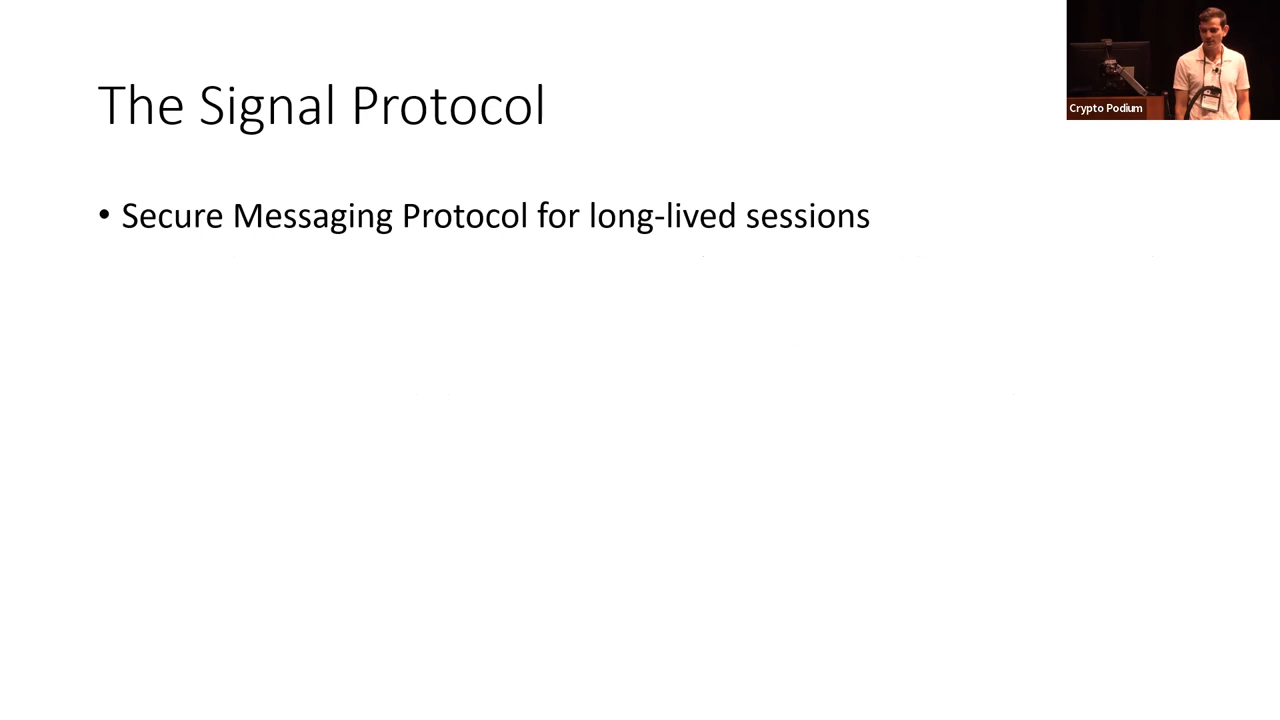 The Signal Protocol
Crypto Podium
• Secure Messaging Protocol for long-lived sessions